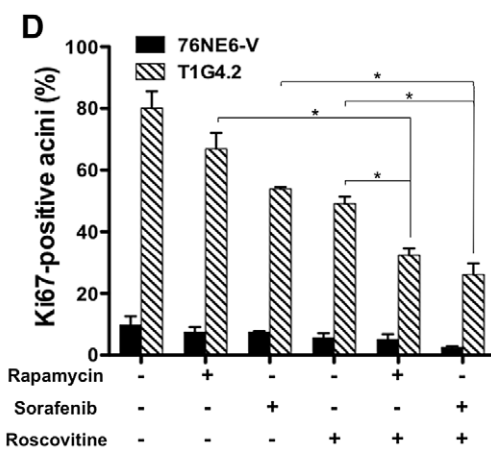 D
76NE6-V
T1G4.2
Ki67-positive acini (%)
100
80
60
40
20
0
*
*
*
*
Rapamycin - + - - + -
Sorafenib - - + - - +
Roscovitine - - - + + +